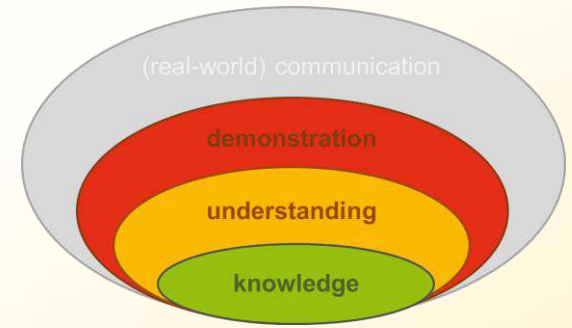 (real-world) communication
demonstration
understanding
knowledge